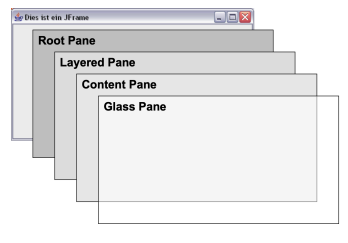 Dies ist ein JFrame
Root Pane
Layered Pane
Content Pane
Glass Pane